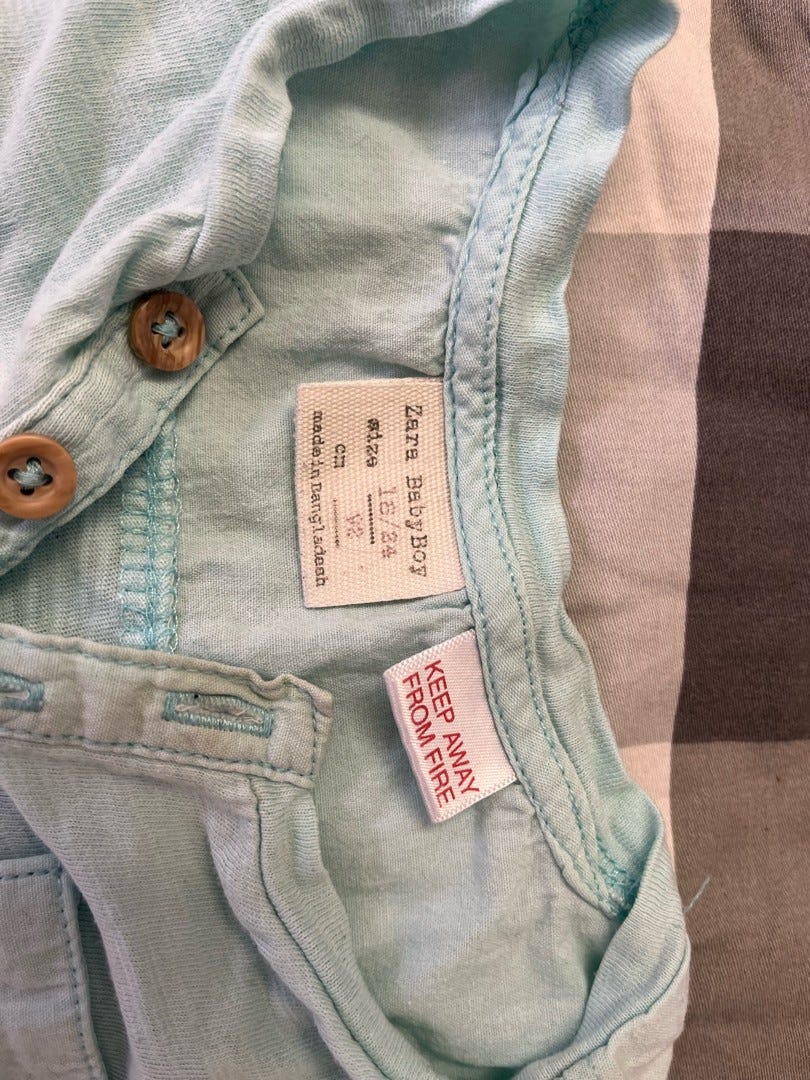 Zara BabyBoy
size 18/24
cm 92
made in Bangladesh
KEEP AWAY
FROM FIRE